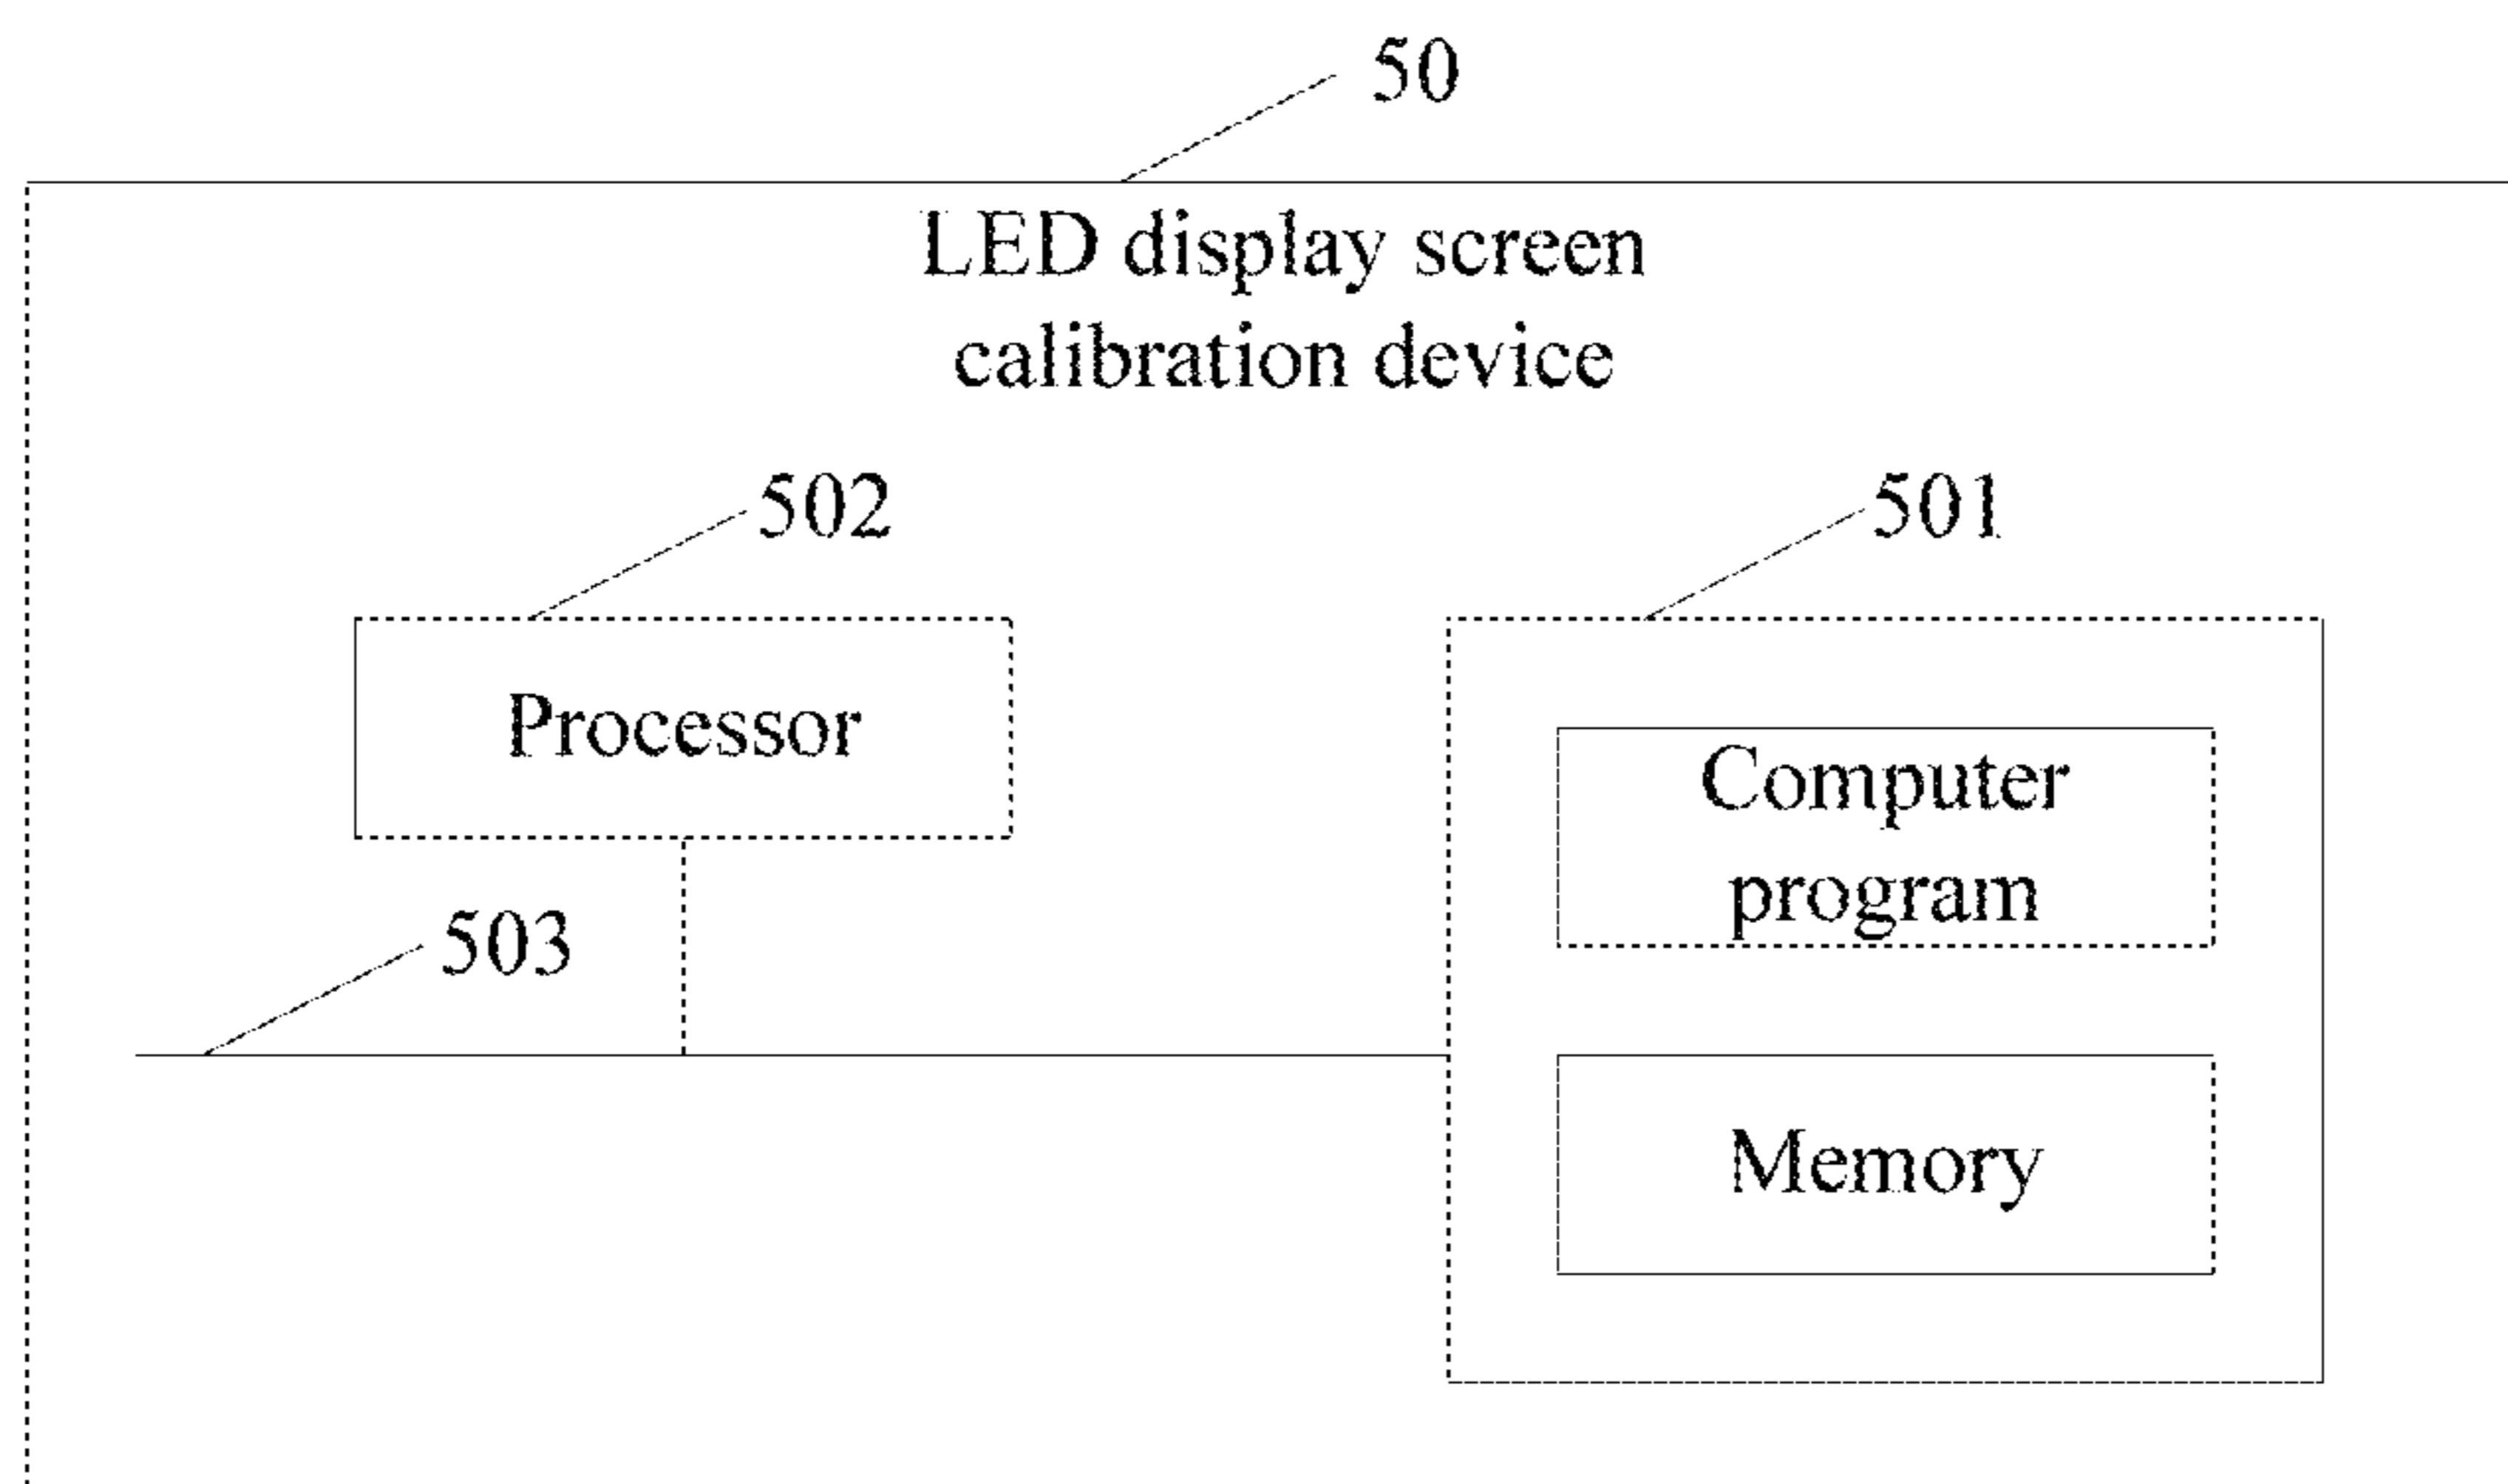 50
LED display screen
calibration device
502
501
Processor
Computer
program
503
Memory